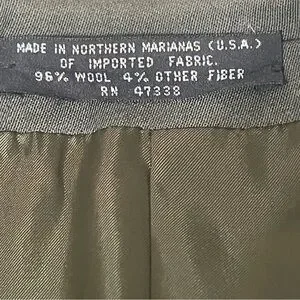 MADE IN NORTHERN MARIANAS (U.S.A.)
OF IMPORTED FABRIC.
96% WOOL 4% OTHER FIBER
RN 47338